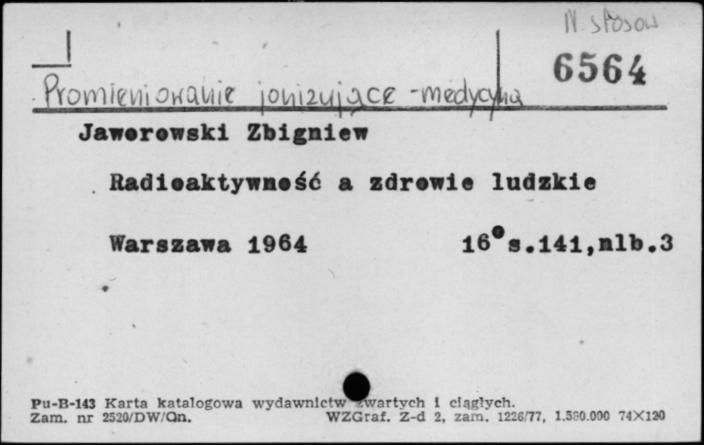 N. stosow
6564
Promieniowanie jonizujące - medycyna
Jaworowski Zbigniew
Radioaktywność a zdrowie ludzkie
Warszawa 1964 16° s.141,nlb.3
Pu-B-143 Karta katalogowa wydawnictw zwartych i ciągłych.
Zam. nr 2520/DW/Qn. WZGraf. Z-d 2, zam. 1226/77, 1.500.000 74X120